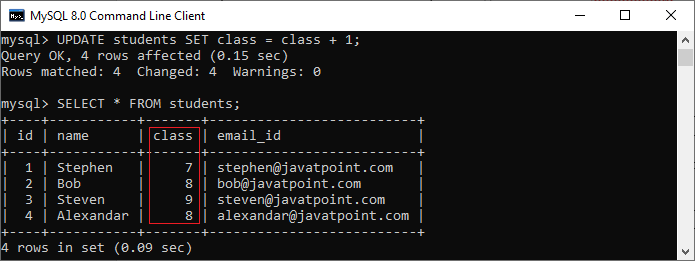 MySQL 8.0 Command Line Client
mysql> UPDATE students SET class = class + 1;
Query OK, 4 rows affected (0.15 sec)
Rows matched: 4  Changed: 4  Warnings: 0
mysql> SELECT * FROM students;
+----+-----------+-------+--------------------------+
| id | name      | class | email_id                 |
+----+-----------+-------+--------------------------+
|  1 | Stephen   |     7 | stephen@javatpoint.com   |
|  2 | Bob       |     8 | bob@javatpoint.com       |
|  3 | Steven    |     9 | steven@javatpoint.com    |
|  4 | Alexandar |     8 | alexandar@javatpoint.com |
+----+-----------+-------+--------------------------+
4 rows in set (0.09 sec)